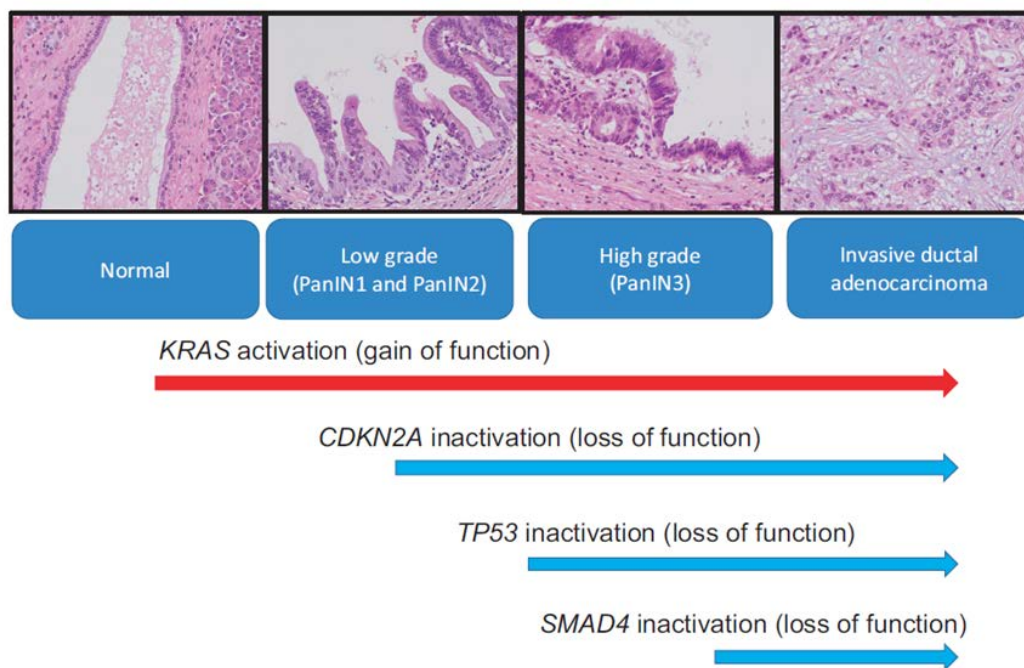 Normal
Low grade
(PanIN1 and PanIN2)
High grade
(PanIN3)
Invasive ductal
adenocarcinoma
KRAS activation (gain of function)
CDKN2A inactivation (loss of function)
TP53 inactivation (loss of function)
SMAD4 inactivation (loss of function)